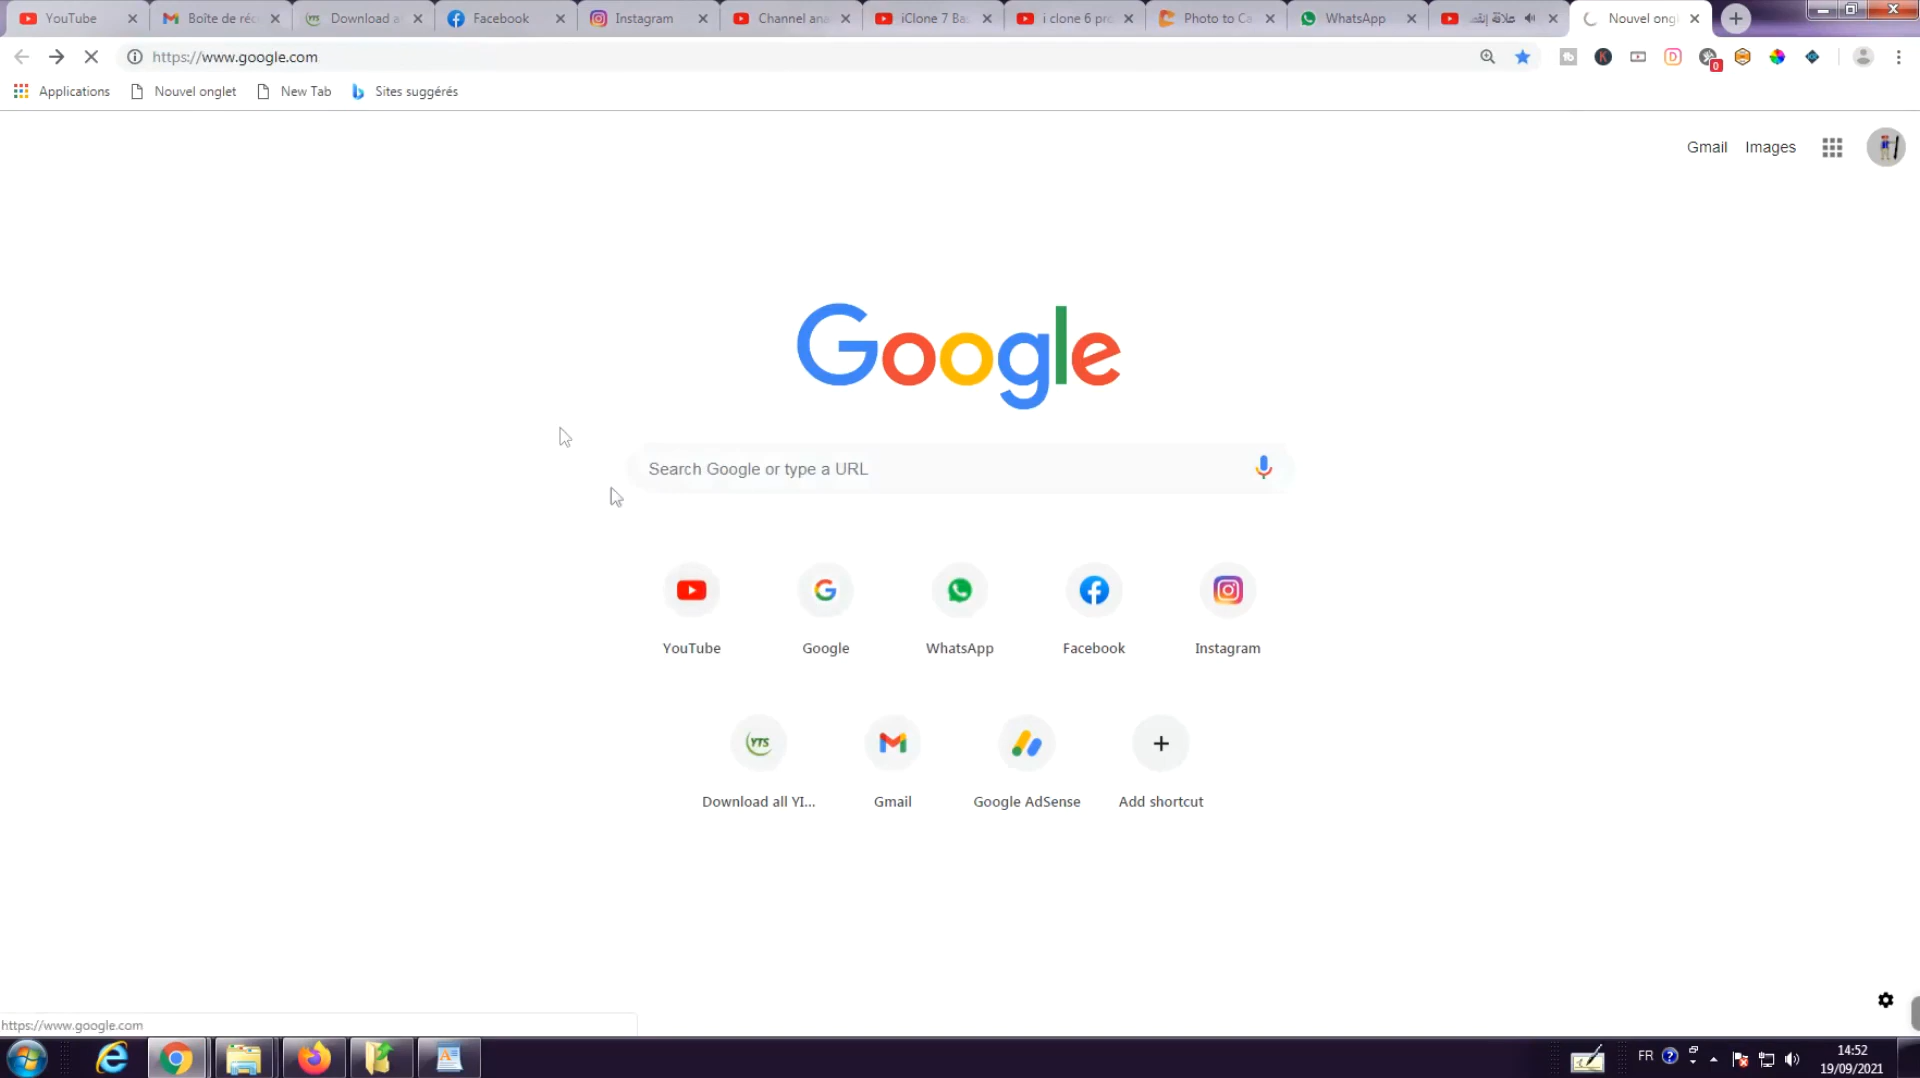 YouTube
Boîte de réc
Download a
Facebook
Instagram
Channel ana
iClone 7 Ba
i clone 6 pr
Photo to Ca
WhatsApp
Nouvel ong
https://www.google.com
D
K
0
Applications
Nouvel onglet
New Tab
Sites suggérés
Gmail
Images
Google
Search Google or type a URL
YouTube
Google
WhatsApp
Facebook
Instagram
YTS
Download all YI...
Gmail
Google AdSense
Add shortcut
https://www.google.com
FR
14:52
19/09/2021